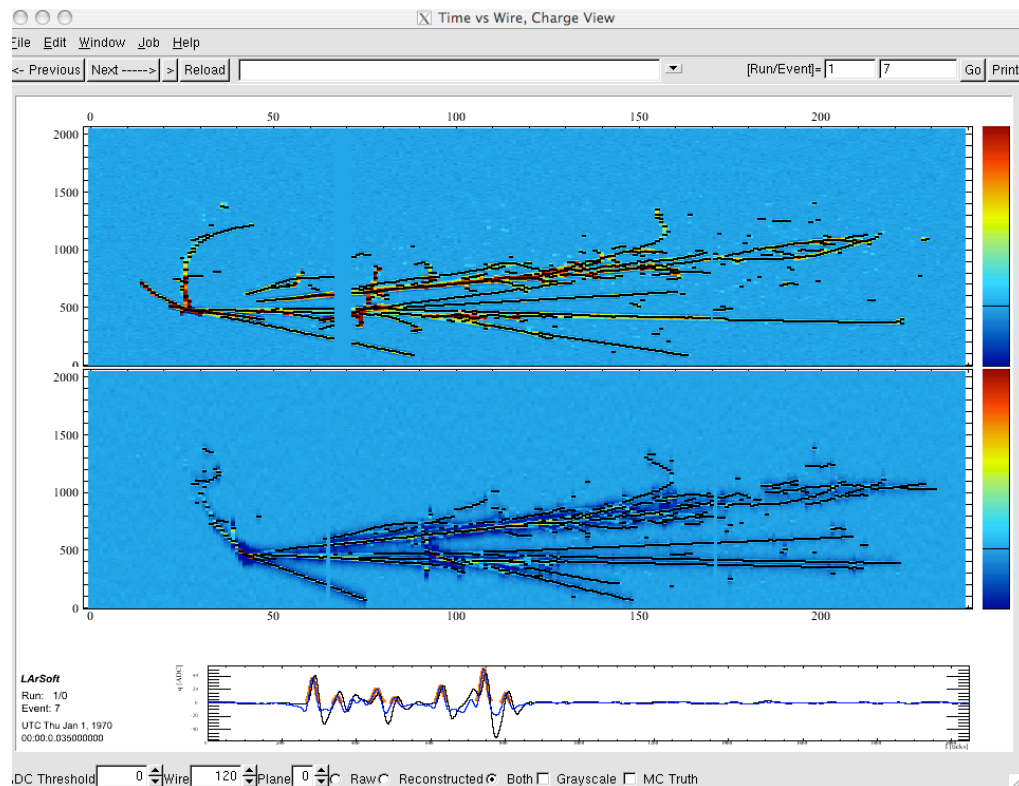 Time vs Wire, Charge View
File Edit Window Job Help
<- Previous Next -----> > Reload [Run/Event]= 1 7 Go Print
0 50 100 150 200
2000
1500
1000
500
0
2000
1500
1000
500
0
0 50 100 150 200
LArSoft
Run: 1/0
Event: 7
UTC Thu Jan 1, 1970
00:00:0.035000000
q [ADC]
t [ticks]
ADC Threshold 0 Wire 120 Plane 0 Raw Reconstructed Both Grayscale MC Truth